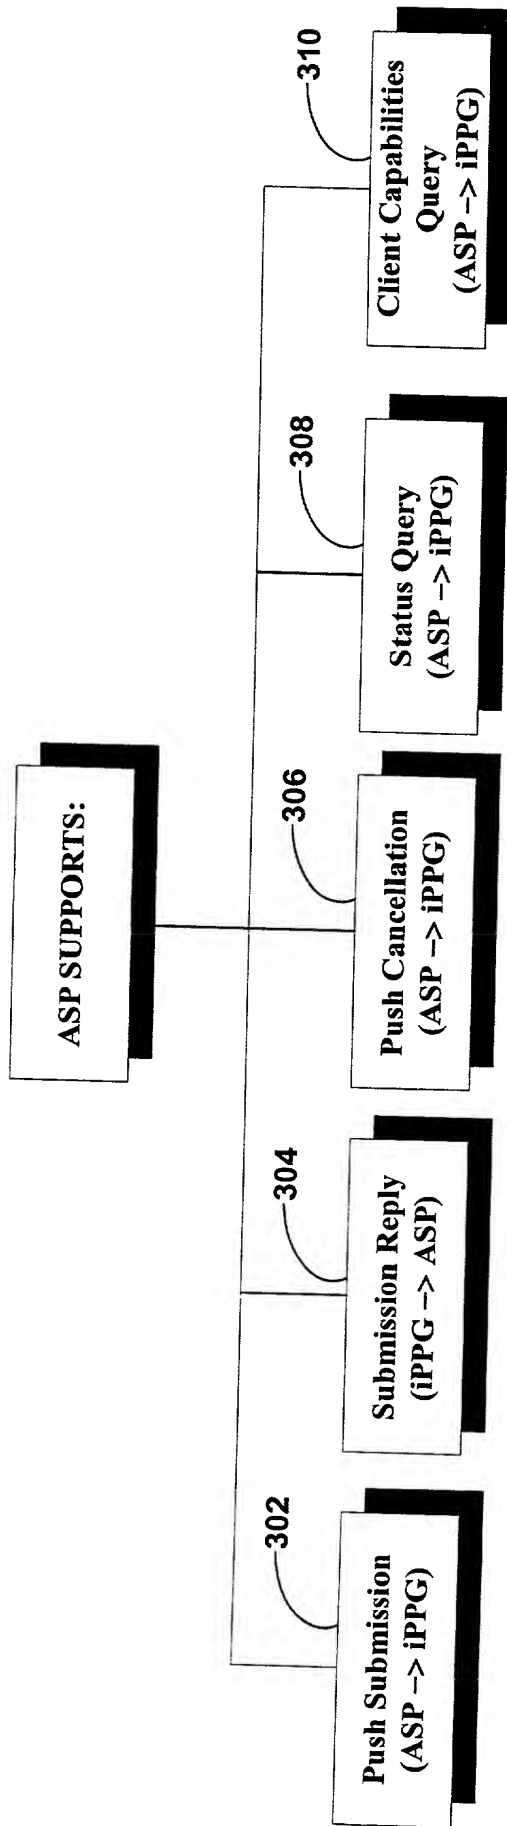 ASP SUPPORTS:
302
Push Submission
(ASP –> iPPG)
304
Submission Reply
(iPPG –> ASP)
306
Push Cancellation
(ASP –> iPPG)
308
Status Query
(ASP –> iPPG)
310
Client Capabilities
Query
(ASP –> iPPG)